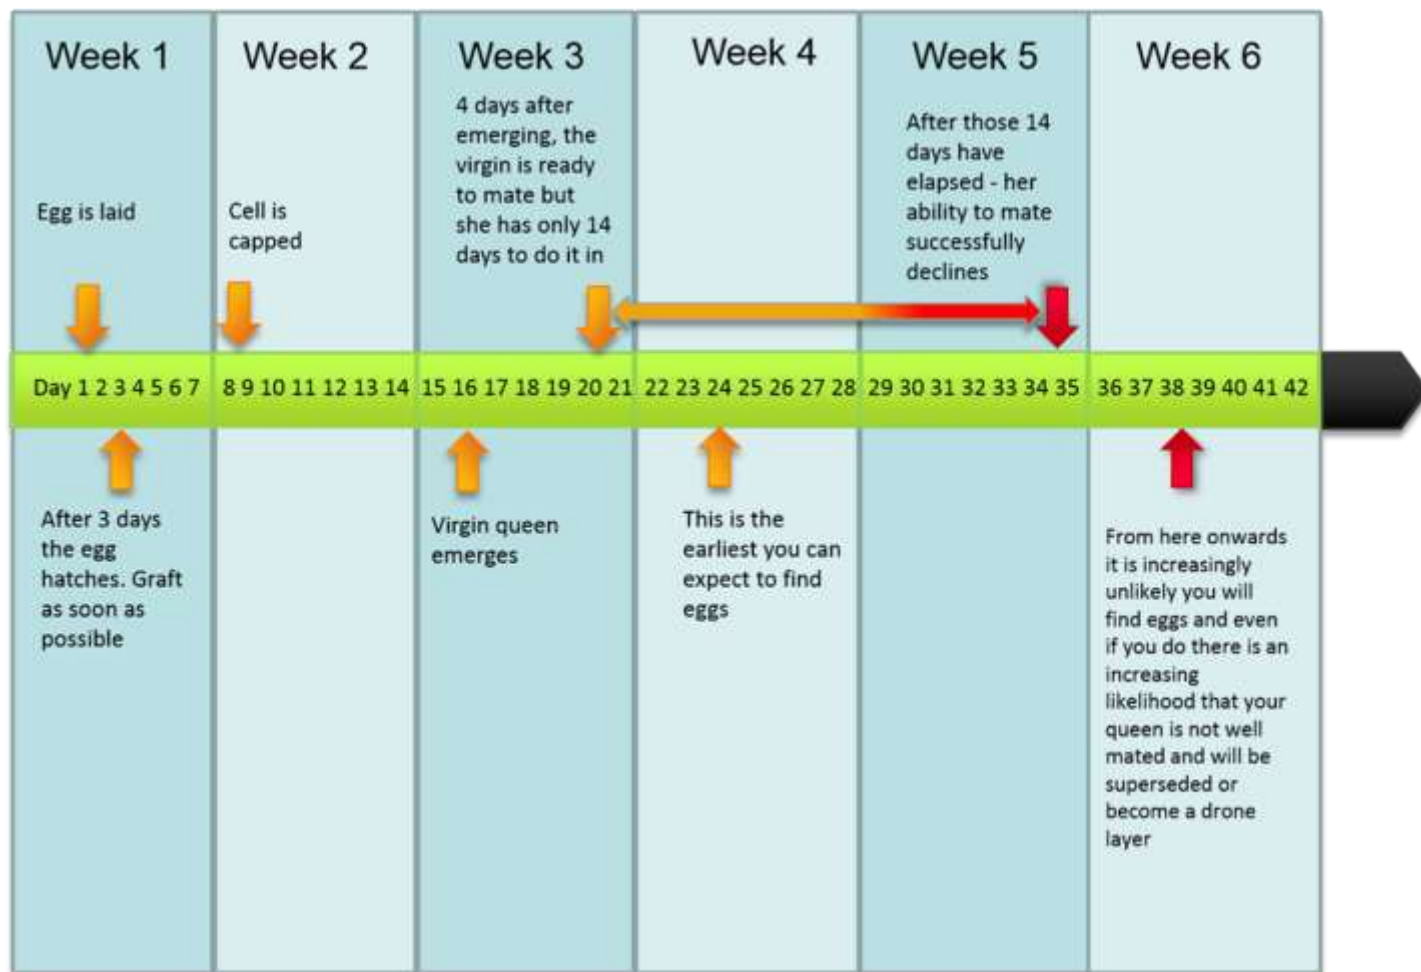 Week 1
Week 2
Week 3
Week 4
Week 5
Week 6
Egg is laid
Cell is
capped
4 days after
emerging, the
virgin is ready
to mate but
she has only 14
days to do it in
After those 14
days have
elapsed - her
ability to mate
successfully
declines
Day 1 2 3 4 5 6 7
8 9 10 11 12 13 14
15 16 17 18 19 20 21
22 23 24 25 26 27 28
29 30 31 32 33 34 35
36 37 38 39 40 41 42
After 3 days
the egg
hatches. Graft
as soon as
possible
Virgin queen
emerges
This is the
earliest you can
expect to find
eggs
From here onwards
it is increasingly
unlikely you will
find eggs and even
if you do there is an
increasing
likelihood that your
queen is not well
mated and will be
superseded or
become a drone
layer